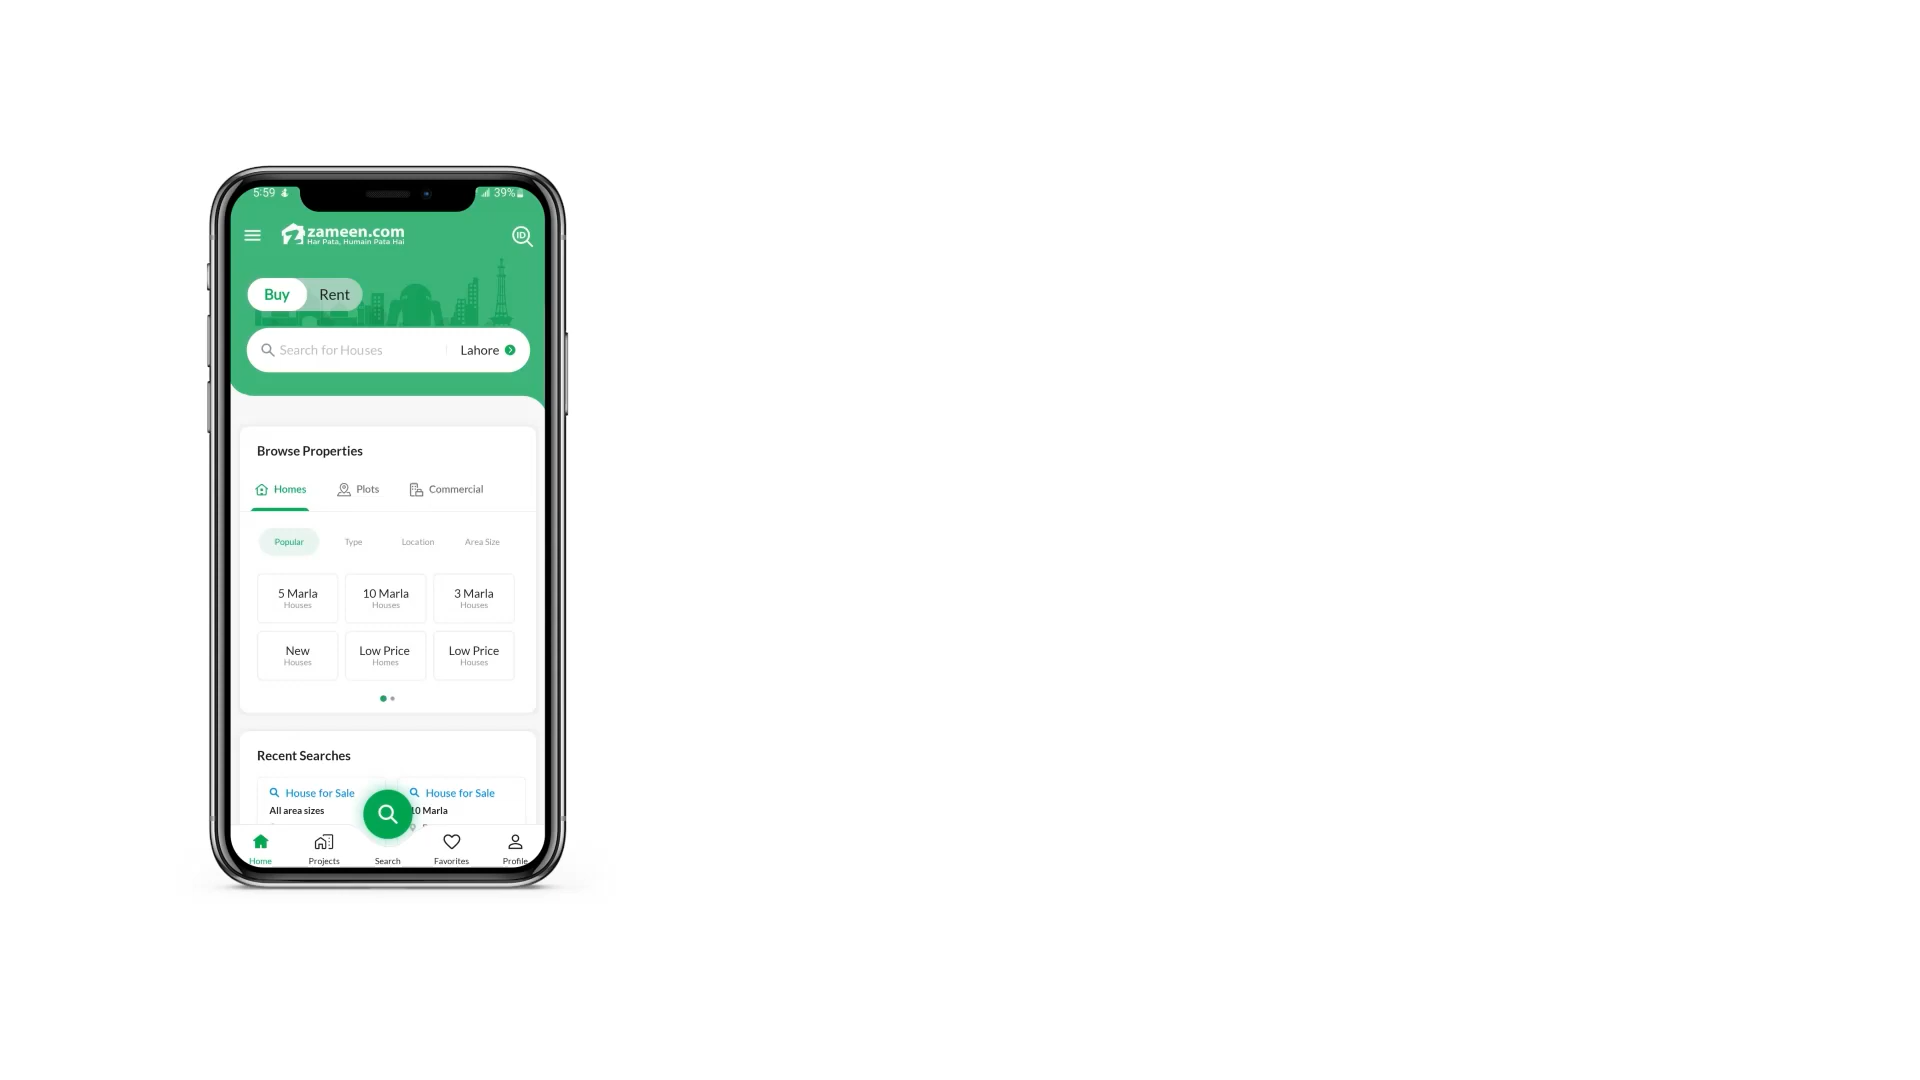 5:59
39%
zameen.com
Har Pata, Humain Pata Hai
ID
Buy Rent
Search for Houses Lahore
Browse Properties
Homes Plots Commercial
Popular Type Location Area Size
5 Marla 10 Marla 3 Marla
Houses Houses Houses
New Low Price Low Price
Houses Homes Houses
Recent Searches
House for Sale House for Sale
All area sizes 10 Marla
Home Projects Search Favorites Profile